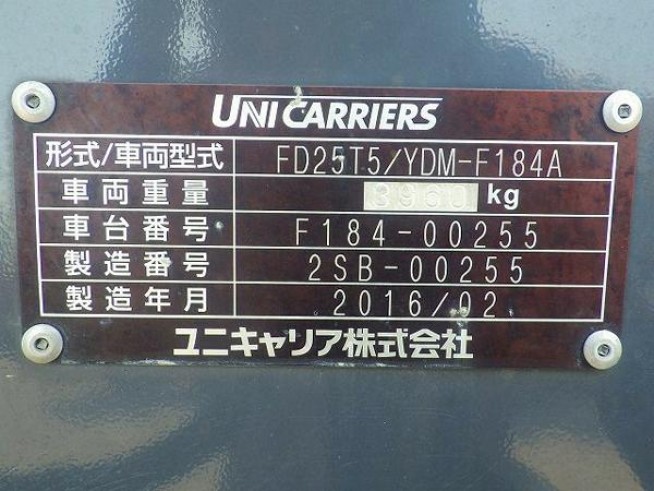 UNICARRIERS
形式/車両型式 FD25T5/YDM-F184A
車両重量 3960 kg
車台番号 F184-00255
製造番号 2SB-00255
製造年月 2016/02
ユニキャリア株式会社